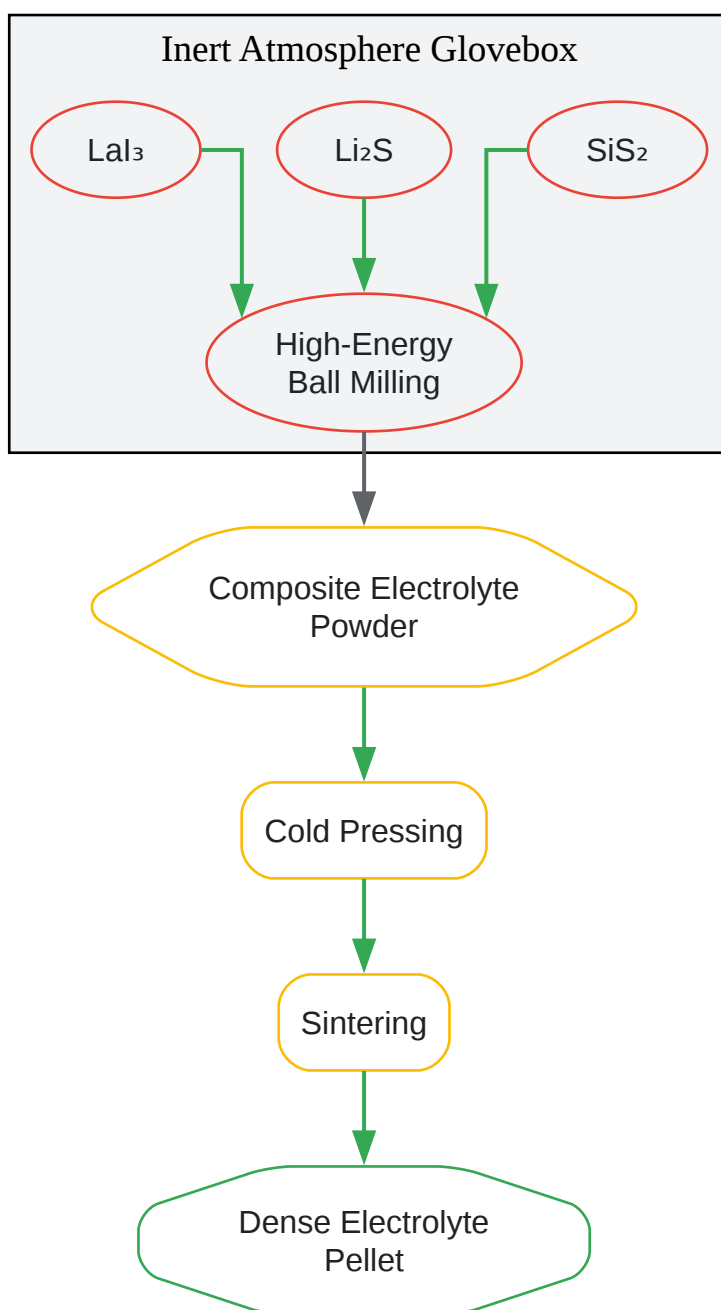 Inert Atmosphere Glovebox
LaI₃
Li₂S
SiS₂
High-Energy
Ball Milling
Composite Electrolyte
Powder
Cold Pressing
Sintering
Dense Electrolyte
Pellet